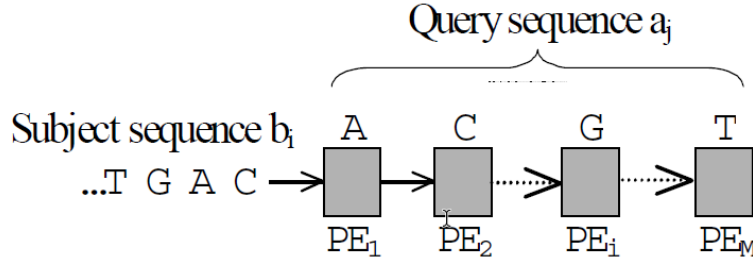 Query sequence aj
Subject sequence bi
A C G T
...T G A C
PE1 PE2 PEi PEM